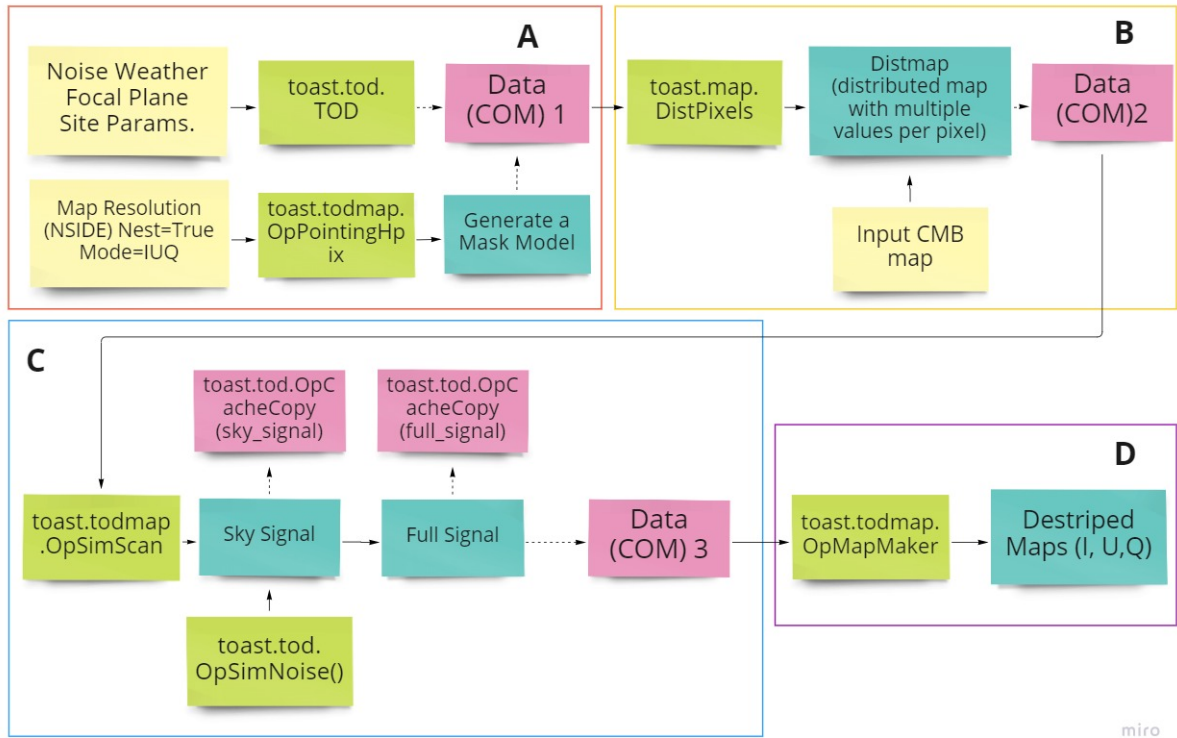 A
Noise Weather
Focal Plane
Site Params.
toast.tod.
TOD
Data
(COM) 1
Map Resolution
(NSIDE) Nest=True
Mode=IUQ
toast.todmap.
OpPointingHp
ix
Generate a
Mask Model
B
toast.map.
DistPixels
Distmap
(distributed map
with multiple
values per pixel)
Data
(COM)2
Input CMB
map
C
toast.tod.OpC
acheCopy
(sky_signal)
toast.tod.OpC
acheCopy
(full_signal)
toast.todmap
.OpSimScan
Sky Signal
Full Signal
Data
(COM) 3
toast.tod.
OpSimNoise()
D
toast.todmap.
OpMapMaker
Destriped
Maps (I, U,Q)
miro